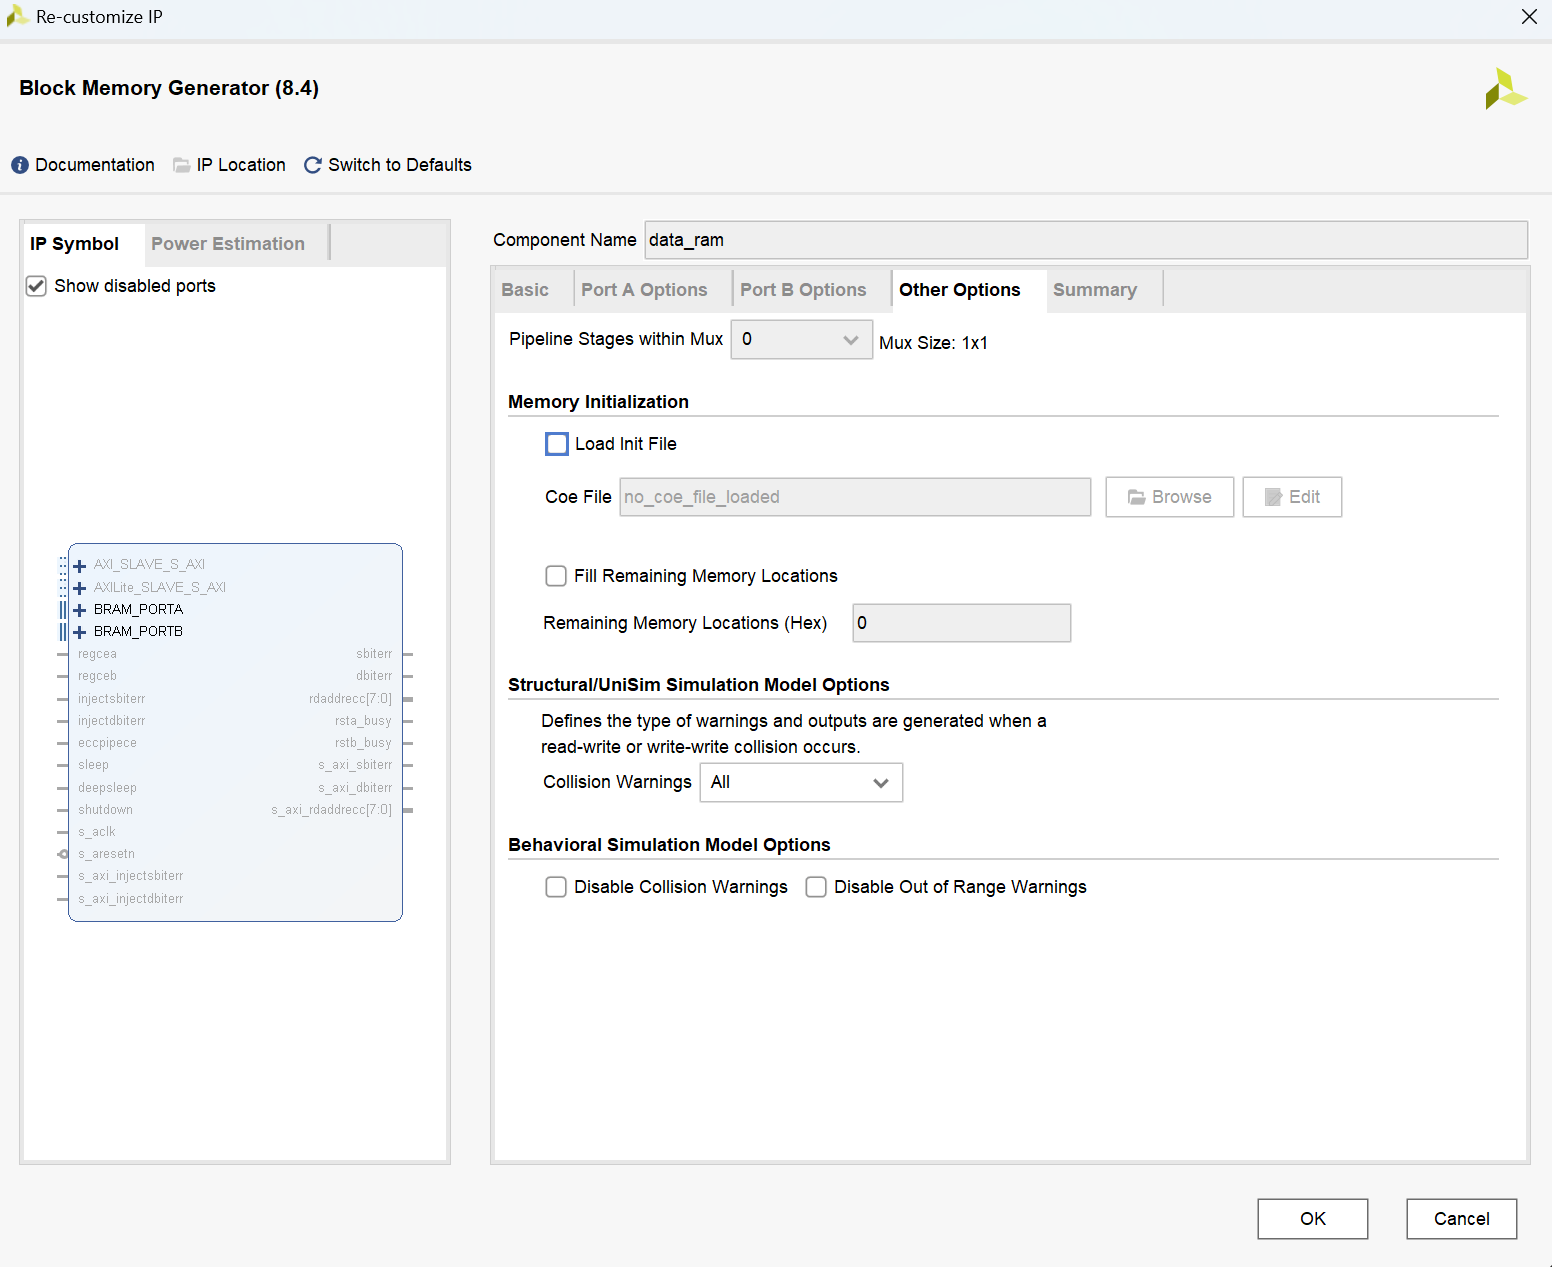 Re-customize IP
Block Memory Generator (8.4)
Documentation IP Location Switch to Defaults
IP Symbol Power Estimation
Show disabled ports
AXI_SLAVE_S_AXI
AXILite_SLAVE_S_AXI
BRAM_PORTA
BRAM_PORTB
regcea sbiterr
regceb dbiterr
injectsbiterr rdaddrecc[7:0]
injectdbiterr rsta_busy
eccpipece rstb_busy
sleep s_axi_sbiterr
deepsleep s_axi_dbiterr
shutdown s_axi_rdaddrecc[7:0]
s_aclk
s_aresetn
s_axi_injectsbiterr
s_axi_injectdbiterr
Component Name data_ram
Basic Port A Options Port B Options Other Options Summary
Pipeline Stages within Mux 0 Mux Size: 1x1
Memory Initialization
Load Init File
Coe File no_coe_file_loaded Browse Edit
Fill Remaining Memory Locations
Remaining Memory Locations (Hex) 0
Structural/UniSim Simulation Model Options
Defines the type of warnings and outputs are generated when a
read-write or write-write collision occurs.
Collision Warnings All
Behavioral Simulation Model Options
Disable Collision Warnings Disable Out of Range Warnings
OK Cancel